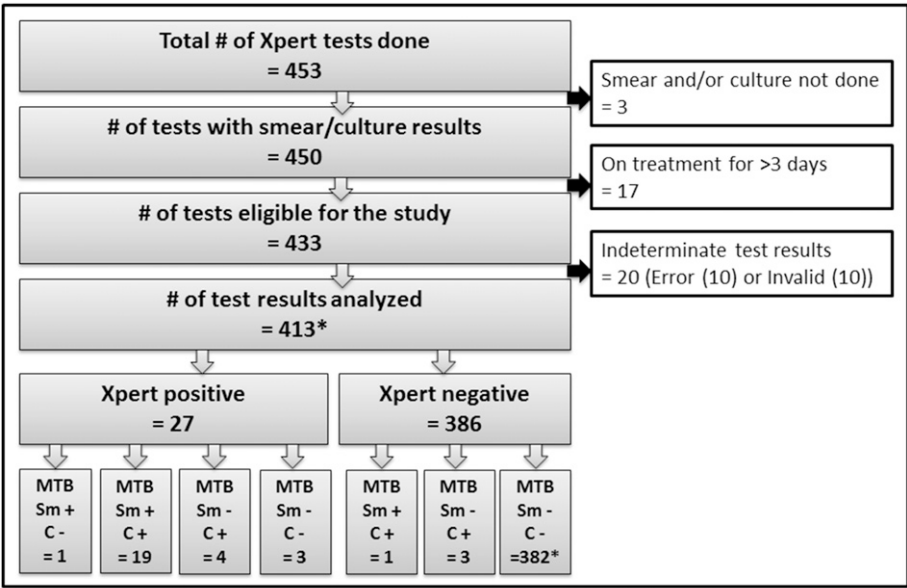 Total # of Xpert tests done
= 453
Smear and/or culture not done
= 3
# of tests with smear/culture results
= 450
On treatment for >3 days
= 17
# of tests eligible for the study
= 433
Indeterminate test results
= 20 (Error (10) or Invalid (10))
# of test results analyzed
= 413*
Xpert positive
= 27
Xpert negative
= 386
MTB
Sm +
C -
= 1
MTB
Sm +
C +
= 19
MTB
Sm -
C +
= 4
MTB
Sm -
C -
= 3
MTB
Sm +
C +
= 1
MTB
Sm -
C +
= 3
MTB
Sm -
C -
=382*